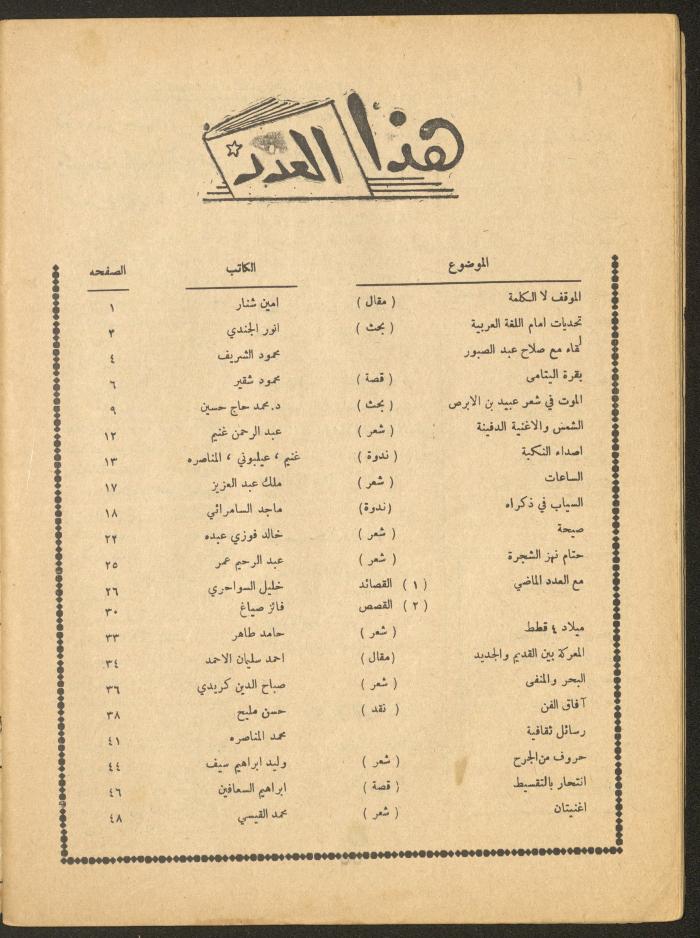 هذا العدد
الموضوع الكاتب الصفحه
الموقف لا الكلمة ( مقال ) امين شنار ١
تحديات امام اللغة العربية ( بحث ) انور الجندي ٣
لقاء مع صلاح عبد الصبور محمود الشريف ٤
بقرة اليتامى ( قصة ) محمود شقير ٦
الموت في شعر عبيد بن الابرص ( بحث ) د. محمد حاج حسين ٩
الشمس والاغنية الدفينة ( شعر ) عبد الرحمن غنيم ١٢
اصداء النكبة ( ندوة ) غنيم ، عيلبوني ، المناصره ١٣
الساعات ( شعر ) ملك عبد العزيز ١٧
السياب في ذكراه (ندوة) ماجد السامرائي ١٨
صيحة ( شعر ) خالد فوزي عبده ٢٤
حتام نهز الشجرة ( شعر ) عبد الرحيم عمر ٢٥
مع العدد الماضي ( ١ ) القصائد خليل السواحري ٢٦
( ٢ ) القصص فائز صياغ ٣٠
ميلاد ٤ قطط ( شعر ) حامد طاهر ٣٣
المعركة بين القديم والجديد (مقال) احمد سليان الاحمد ٣٤
البحر والمنفى ( شعر ) صباح الدين كريدي ٣٦
آفاق الفن ( نقد ) حسن مليح ٣٨
رسائل ثقافية محمد المناصره ٤١
حروف من الجرح ( شعر ) وليد ابراهيم سيف ٤٤
انتحار بالتقسيط ( قصة ) ابراهيم السعافين ٤٦
اغنيتان ( شعر ) محمد القيسي ٤٨